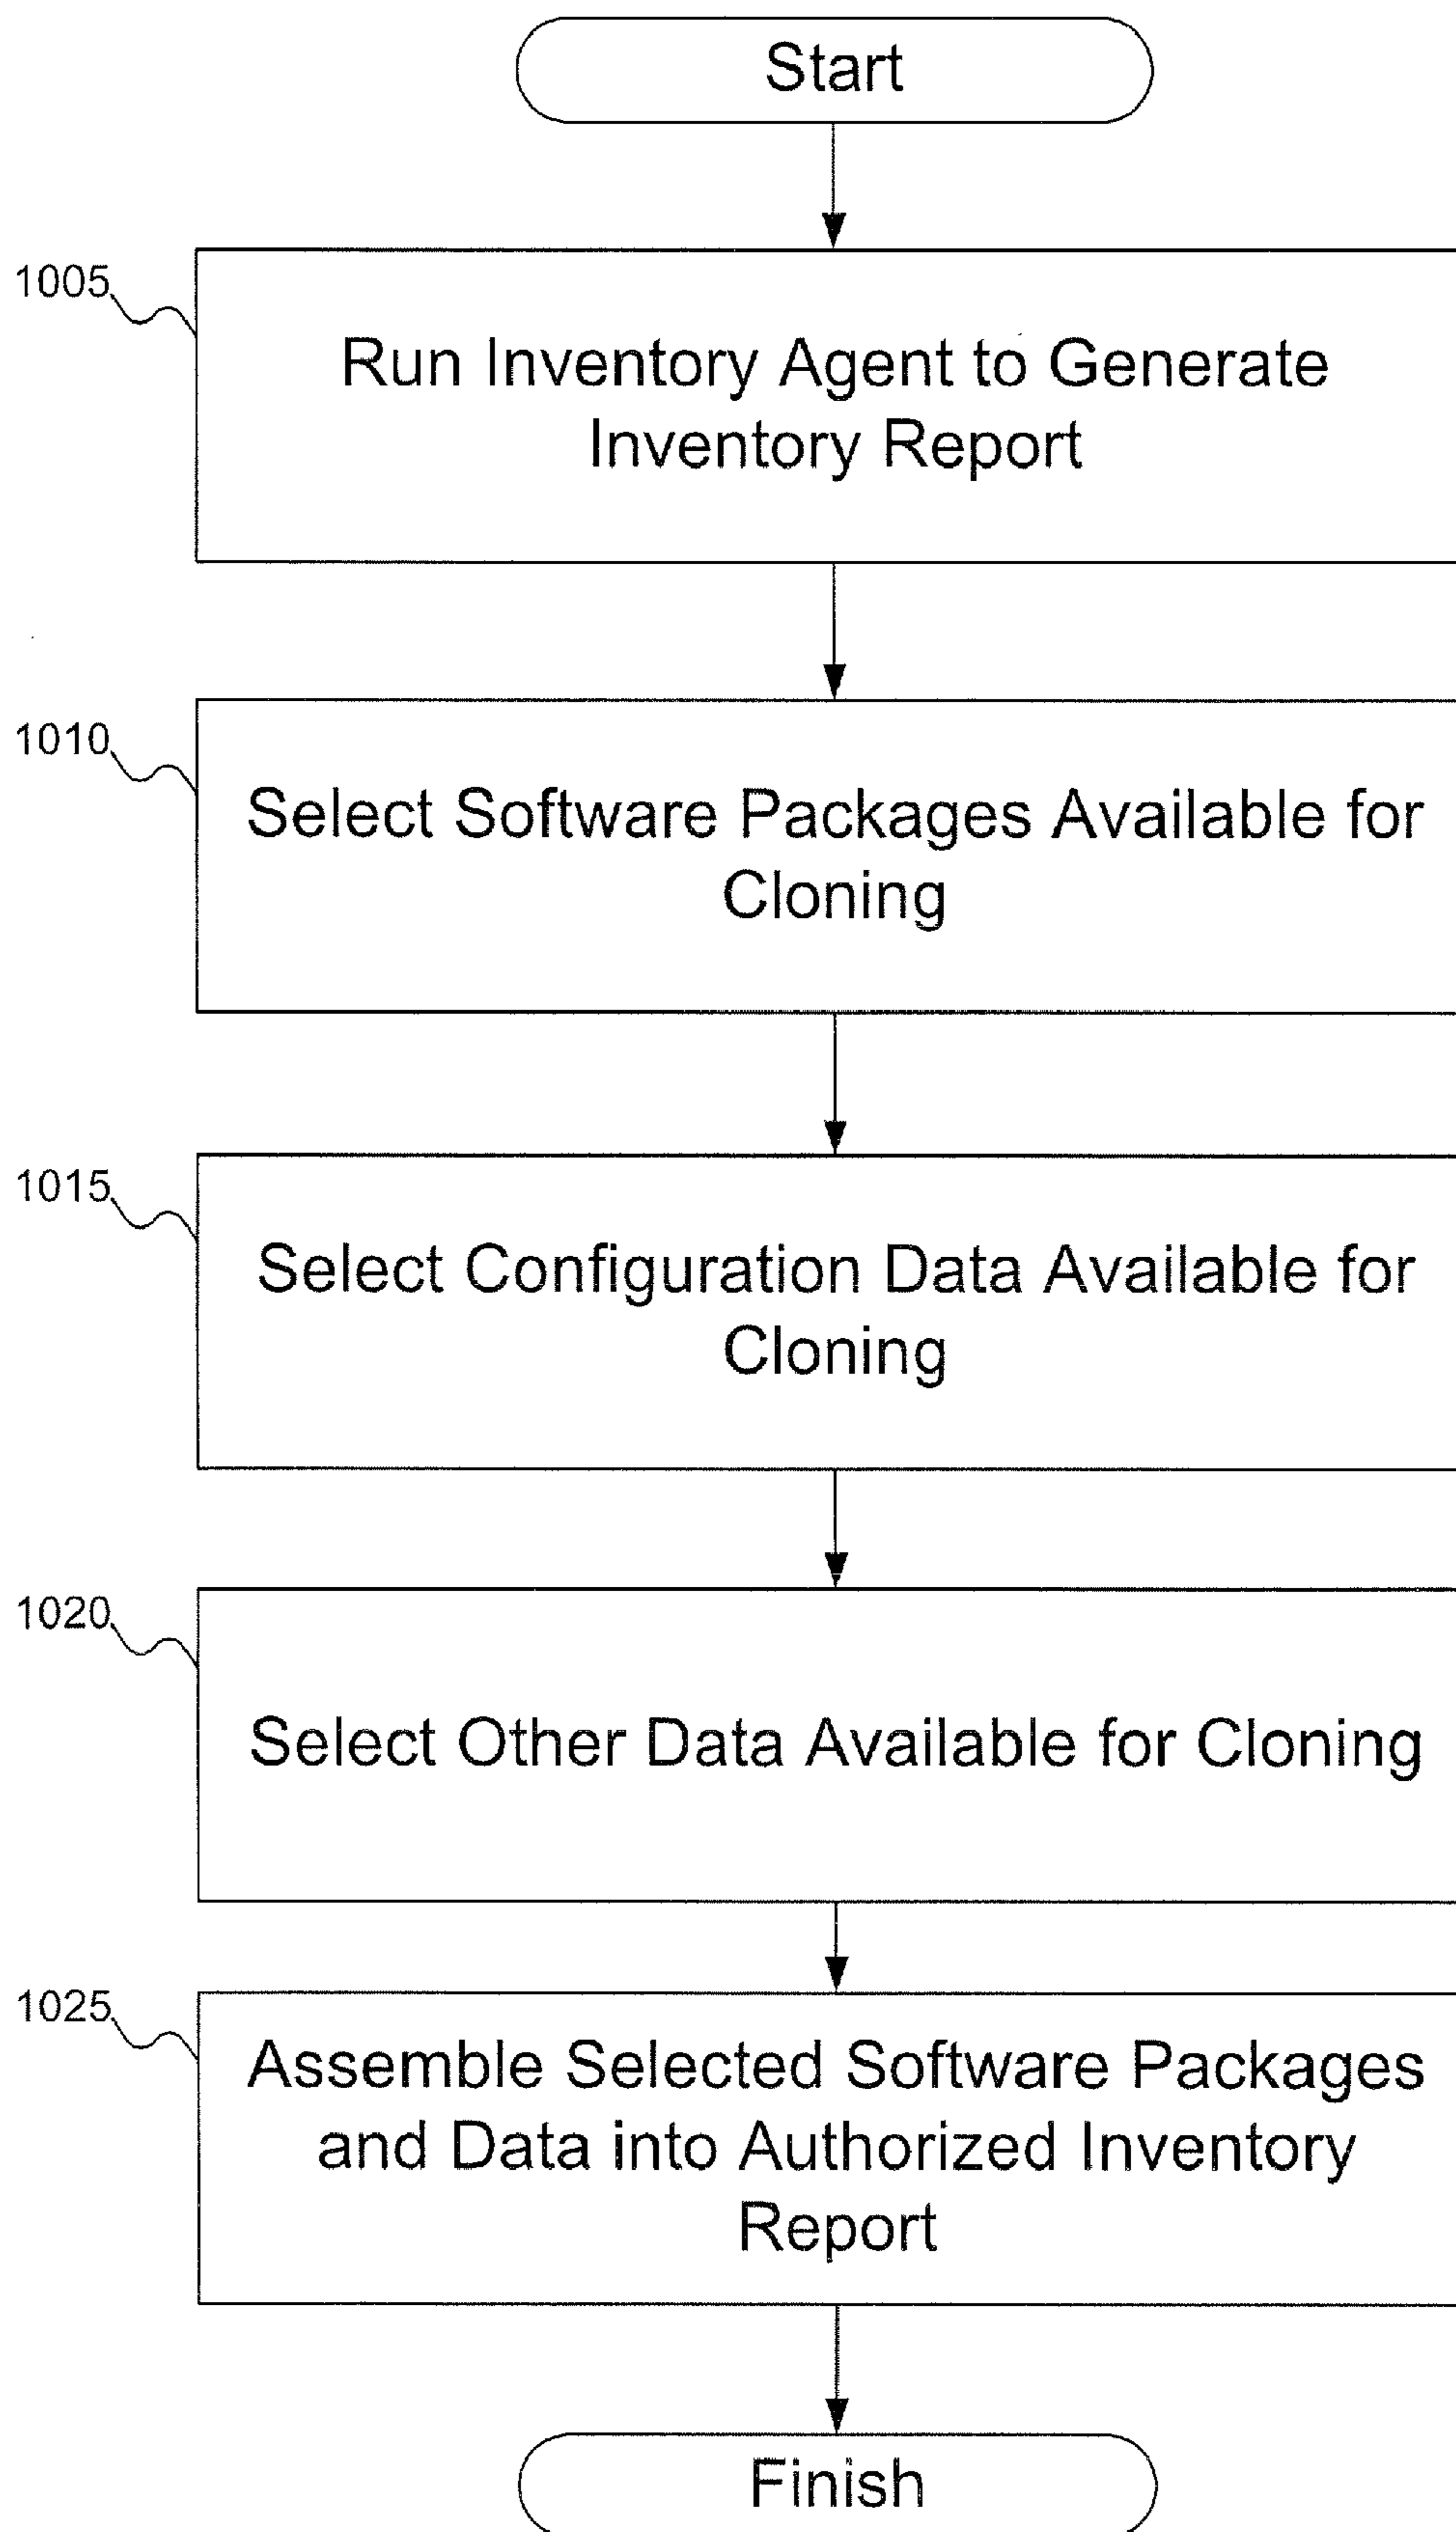 Start
1005
Run Inventory Agent to Generate
Inventory Report
1010
Select Software Packages Available for
Cloning
1015
Select Configuration Data Available for
Cloning
1020
Select Other Data Available for Cloning
1025
Assemble Selected Software Packages
and Data into Authorized Inventory
Report
Finish